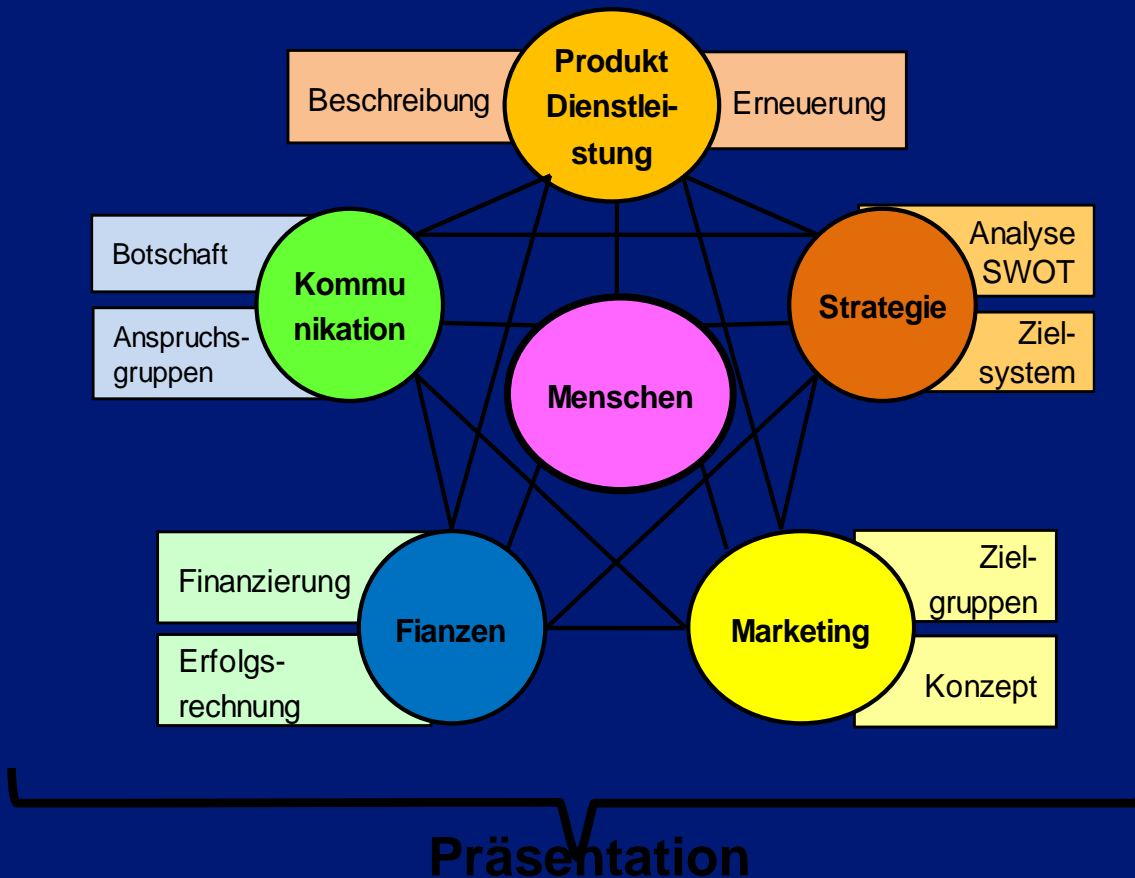 Produkt
Dienstlei-
stung
Beschreibung
Erneuerung
Botschaft
Anspruchs-
gruppen
Kommu
nikation
Strategie
Analyse
SWOT
Ziel-
system
Menschen
Finanzierung
Erfolgs-
rechnung
Fianzen
Marketing
Ziel-
gruppen
Konzept
Präsentation